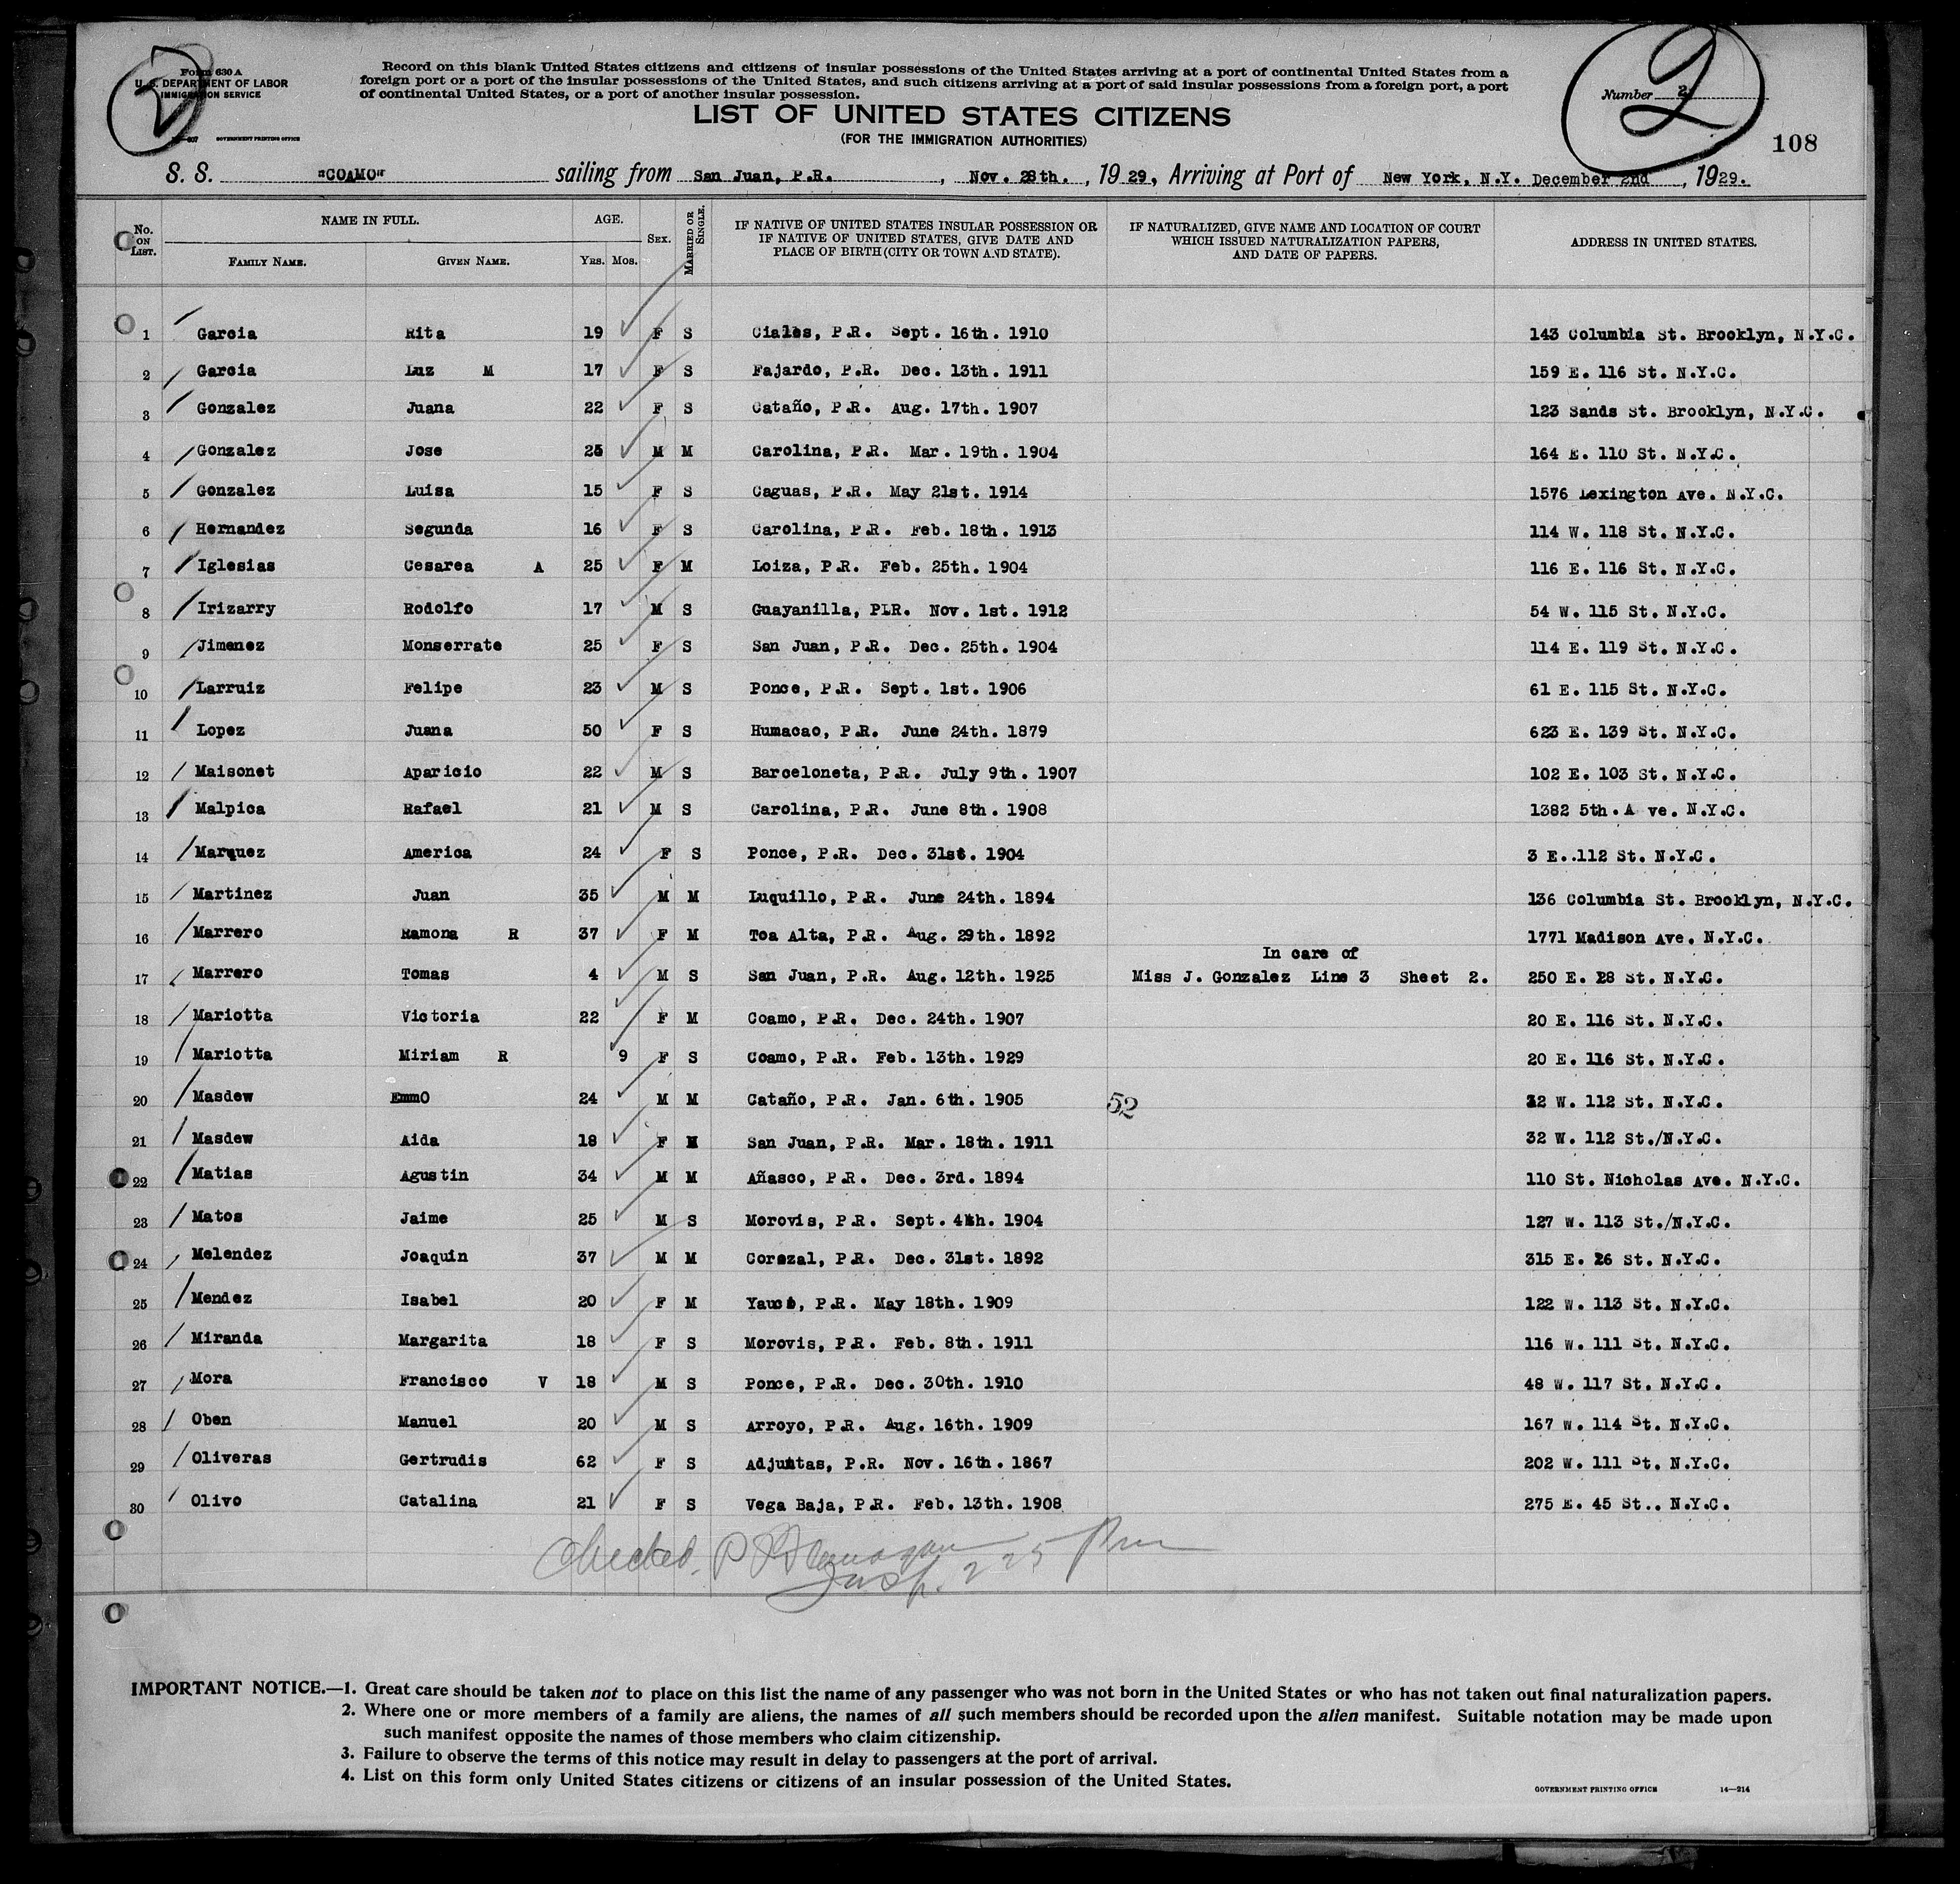 Form 630 A
U. S. DEPARTMENT OF LABOR
IMMIGRATION SERVICE
GOVERNMENT PRINTING OFFICE
2
Record on this blank United States citizens and citizens of insular possessions of the United States arriving at a port of continental United States from a
foreign port or a port of the insular possessions of the United States, and such citizens arriving at a port of said insular possessions from a foreign port, a port
of continental United States, or a port of another insular possession.
LIST OF UNITED STATES CITIZENS
(FOR THE IMMIGRATION AUTHORITIES)
Number 2
2
108
S. S. "COAMO" sailing from San Juan, P.R. , Nov. 28th. , 1929, Arriving at Port of New York, N.Y. December 2nd , 1929.
No. ON LIST. NAME IN FULL. FAMILY NAME. GIVEN NAME. AGE. YRS. MOS. SEX. MARRIED OR SINGLE. IF NATIVE OF UNITED STATES INSULAR POSSESSION OR IF NATIVE OF UNITED STATES, GIVE DATE AND PLACE OF BIRTH (CITY OR TOWN AND STATE). IF NATURALIZED, GIVE NAME AND LOCATION OF COURT WHICH ISSUED NATURALIZATION PAPERS, AND DATE OF PAPERS. ADDRESS IN UNITED STATES.
1 Garcia Rita 19 F S Ciales, P.R. Sept. 16th. 1910 143 Columbia St. Brooklyn, N.Y.C.
2 Garcia Luz M 17 F S Fajardo, P.R. Dec. 13th. 1911 159 E. 116 St. N.Y.C.
3 Gonzalez Juana 22 F S Cataño, P.R. Aug. 17th. 1907 123 Sands St. Brooklyn, N.Y.C.
4 Gonzalez Jose 25 M M Carolina, P.R. Mar. 19th. 1904 164 E. 110 St. N.Y.C.
5 Gonzalez Luisa 15 F S Caguas, P.R. May 21st. 1914 1576 Lexington Ave. N.Y.C.
6 Hernandez Segunda 16 F S Carolina, P.R. Feb. 18th. 1913 114 W. 118 St. N.Y.C.
7 Iglesias Cesarea A 25 F M Loiza, P.R. Feb. 25th. 1904 116 E. 116 St. N.Y.C.
8 Irizarry Rodolfo 17 M S Guayanilla, PLR. Nov. 1st. 1912 54 W. 115 St. N.Y.C.
9 Jimenez Monserrate 25 F S San Juan, P.R. Dec. 25th. 1904 114 E. 119 St. N.Y.C.
10 Larruiz Felipe 23 M S Ponce, P.R. Sept. 1st. 1906 61 E. 115 St. N.Y.C.
11 Lopez Juana 50 F S Humacao, P.R. June 24th. 1879 623 E. 139 St. N.Y.C.
12 Maisonet Aparicio 22 M S Barceloneta, P.R. July 9th. 1907 102 E. 103 St. N.Y.C.
13 Malpica Rafael 21 M S Carolina, P.R. June 8th. 1908 1382 5th. A ve. N.Y.C.
14 Marquez America 24 F S Ponce, P.R. Dec. 31st. 1904 3 E. 112 St. N.Y.C.
15 Martinez Juan 35 M M Luquillo, P.R. June 24th. 1894 136 Columbia St. Brooklyn, N.Y.C.
16 Marrero Ramona R 37 F M Toa Alta, P.R. Aug. 29th. 1892 1771 Madison Ave. N.Y.C.
In care of
17 Marrero Tomas 4 M S San Juan, P.R. Aug. 12th. 1925 Miss J. Gonzalez Line 3 Sheet 2. 250 E. 28 St. N.Y.C.
18 Mariotta Victoria 22 F M Coamo, P.R. Dec. 24th. 1907 20 E. 116 St. N.Y.C.
19 Mariotta Miriam R 9 F S Coamo, P.R. Feb. 13th. 1929 20 E. 116 St. N.Y.C.
20 Masdew EmmO 24 M M Cataño, P.R. Jan. 6th. 1905 52 32 W. 112 St. N.Y.C.
21 Masdew Aida 18 F M San Juan, P.R. Mar. 18th. 1911 32 W. 112 St./N.Y.C.
22 Matias Agustin 34 M M Añasco, P.R. Dec. 3rd. 1894 110 St. Nicholas Ave. N.Y.C.
23 Matos Jaime 25 M S Morovis, P.R. Sept. 4th. 1904 127 W. 113 St./N.Y.C.
24 Melendez Joaquin 37 M M Corozal, P.R. Dec. 31st. 1892 315 E. 26 St. N.Y.C.
25 Mendez Isabel 20 F M Yauco, P.R. May 18th. 1909 122 W. 113 St. N.Y.C.
26 Miranda Margarita 18 F S Morovis, P.R. Feb. 8th. 1911 116 W. 111 St. N.Y.C.
27 Mora Francisco V 18 M S Ponce, P.R. Dec. 30th. 1910 48 W. 117 St. N.Y.C.
28 Oben Manuel 20 M S Arroyo, P.R. Aug. 16th. 1909 167 W. 114 St. N.Y.C.
29 Oliveras Gertrudis 62 F S Adjuntas, P.R. Nov. 16th. 1867 202 W. 111 St. N.Y.C.
30 Olivo Catalina 21 F S Vega Baja, P.R. Feb. 13th. 1908 275 E. 45 St.. N.Y.C.
Checked. 225 Pm
Insp.
IMPORTANT NOTICE.—1. Great care should be taken not to place on this list the name of any passenger who was not born in the United States or who has not taken out final naturalization papers.
2. Where one or more members of a family are aliens, the names of all such members should be recorded upon the alien manifest. Suitable notation may be made upon
such manifest opposite the names of those members who claim citizenship.
3. Failure to observe the terms of this notice may result in delay to passengers at the port of arrival.
4. List on this form only United States citizens or citizens of an insular possession of the United States.
GOVERNMENT PRINTING OFFICE 14—214